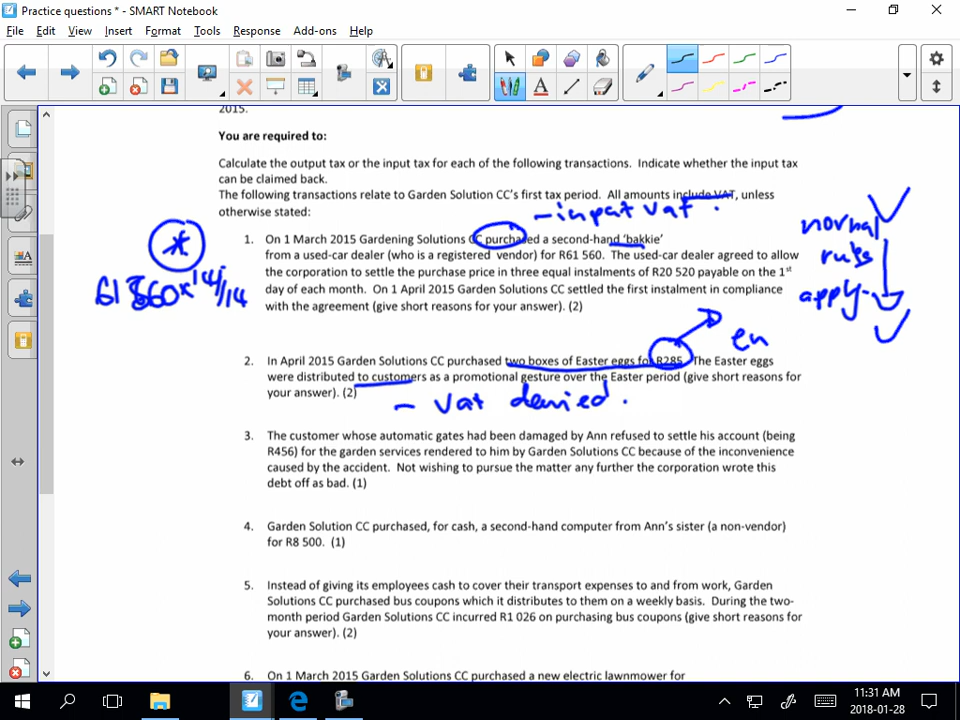 Practice questions * - SMART Notebook
File Edit View Insert Format Tools Response Add-ons Help
2015.
You are required to:
Calculate the output tax or the input tax for each of the following transactions. Indicate whether the input tax
can be claimed back.
The following transactions relate to Garden Solution CC's first tax period. All amounts include VAT, unless
otherwise stated:
- input vat.
normal
rules
apply-
1. On 1 March 2015 Gardening Solutions CC purchased a second-hand 'bakkie'
from a used-car dealer (who is a registered vendor) for R61 560. The used-car dealer agreed to allow
the corporation to settle the purchase price in three equal instalments of R20 520 payable on the 1st
day of each month. On 1 April 2015 Garden Solutions CC settled the first instalment in compliance
with the agreement (give short reasons for your answer). (2)
*
61 560 x 14/114
en
2. In April 2015 Garden Solutions CC purchased two boxes of Easter eggs for R285. The Easter eggs
were distributed to customers as a promotional gesture over the Easter period (give short reasons for
your answer). (2)
- vat denied.
3. The customer whose automatic gates had been damaged by Ann refused to settle his account (being
R456) for the garden services rendered to him by Garden Solutions CC because of the inconvenience
caused by the accident. Not wishing to pursue the matter any further the corporation wrote this
debt off as bad. (1)
4. Garden Solution CC purchased, for cash, a second-hand computer from Ann's sister (a non-vendor)
for R8 500. (1)
5. Instead of giving its employees cash to cover their transport expenses to and from work, Garden
Solutions CC purchased bus coupons which it distributes to them on a weekly basis. During the two-
month period Garden Solutions CC incurred R1 026 on purchasing bus coupons (give short reasons for
your answer). (2)
6. On 1 March 2015 Garden Solutions CC purchased a new electric lawnmower for
11:31 AM
2018-01-28